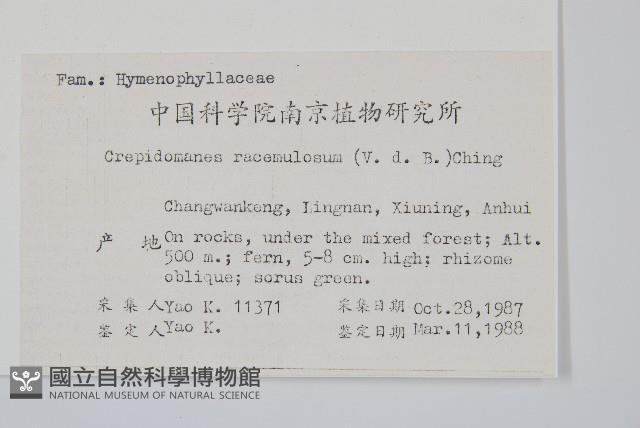 Fam.: Hymenophyllaceae
中国科学院南京植物研究所
Crepidomanes racemulosum (V. d. B.)Ching
Changwankeng, Lingnan, Xiuning, Anhui
产 地 On rocks, under the mixed forest; Alt.
500 m.; fern, 5-8 cm. high; rhizome
oblique; sorus green.
采集人 Yao K. 11371 采集日期 Oct.28,1987
鉴定人 Yao K. 鉴定日期 Mar.11,1988
國立自然科學博物館
NATIONAL MUSEUM OF NATURAL SCIENCE